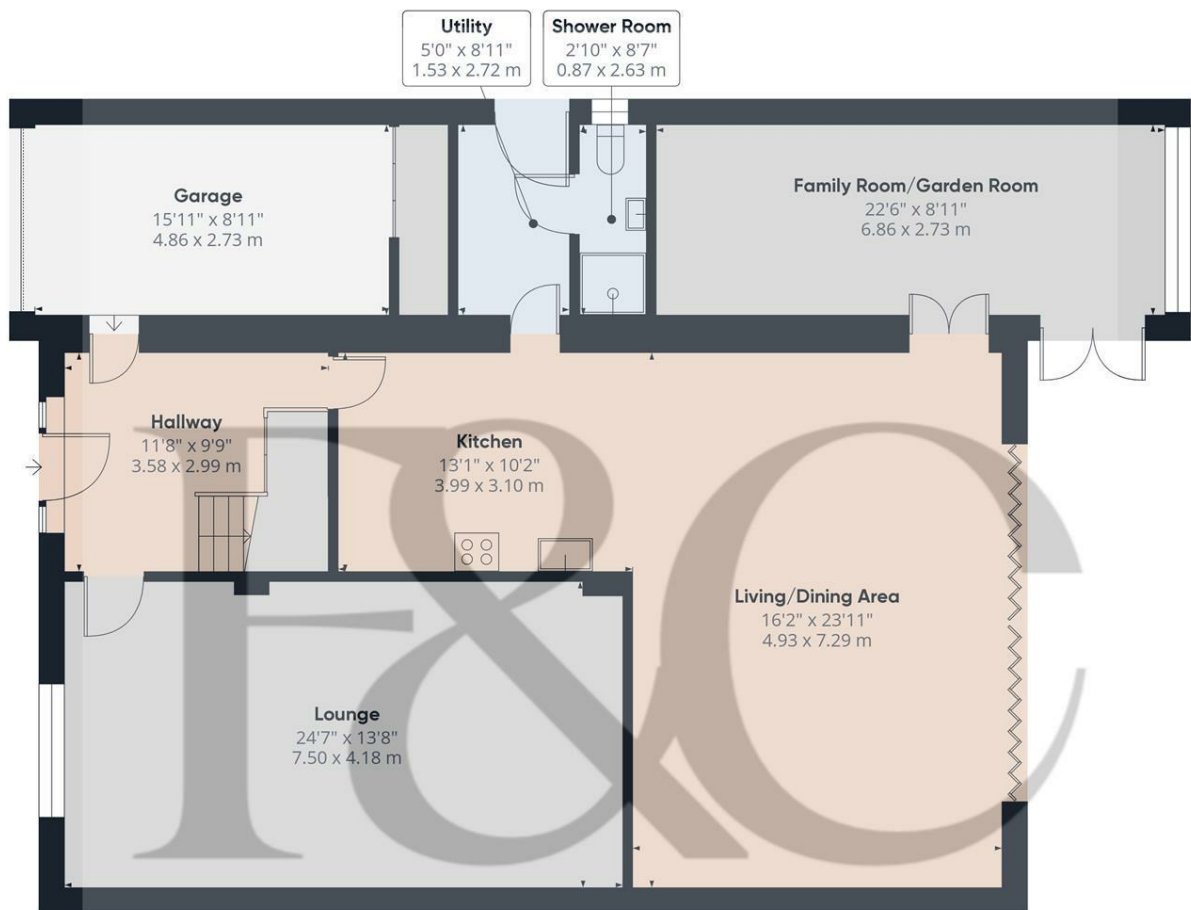 Utility
5'0" x 8'11"
1.53 x 2.72 m
Shower Room
2'10" x 8'7"
0.87 x 2.63 m
Garage
15'11" x 8'11"
4.86 x 2.73 m
Family Room/Garden Room
22'6" x 8'11"
6.86 x 2.73 m
Hallway
11'8" x 9'9"
3.58 x 2.99 m
Kitchen
13'1" x 10'2"
3.99 x 3.10 m
Living/Dining Area
16'2" x 23'11"
4.93 x 7.29 m
Lounge
24'7" x 13'8"
7.50 x 4.18 m
F&C